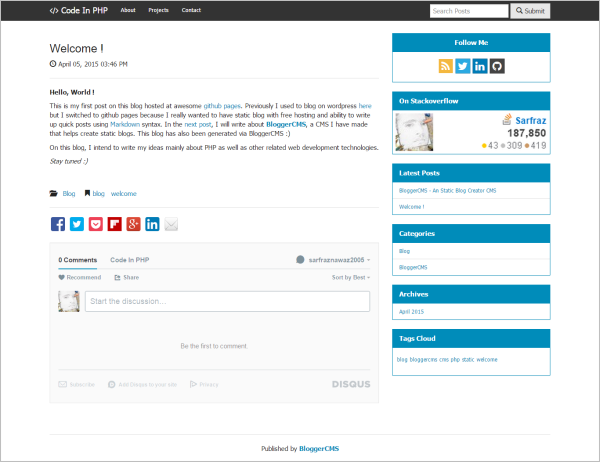 </> Code In PHP
About
Projects
Contact
Search Posts
Submit
Welcome !
April 05, 2015 03:46 PM
Hello, World !
This is my first post on this blog hosted at awesome github pages. Previously I used to blog on wordpress here
but I switched to github pages because I really wanted to have static blog with free hosting and ability to write
up quick posts using Markdown syntax. In the next post, I will write about BloggerCMS, a CMS I have made
that helps create static blogs. This blog has also been generated via BloggerCMS :)
On this blog, I intend to write my ideas mainly about PHP as well as other related web development technologies.
Stay tuned :)
Blog
blog welcome
0 Comments
Code In PHP
sarfraznawaz2005
Recommend
Share
Sort by Best
Start the discussion...
Be the first to comment.
Subscribe
Add Disqus to your site
Privacy
DISQUS
Follow Me
On Stackoverflow
Sarfraz
187,850
43 309 419
Latest Posts
BloggerCMS - An Static Blog Creator CMS
Welcome !
Categories
Blog
BloggerCMS
Archives
April 2015
Tags Cloud
blog bloggercms cms php static welcome
Published by BloggerCMS